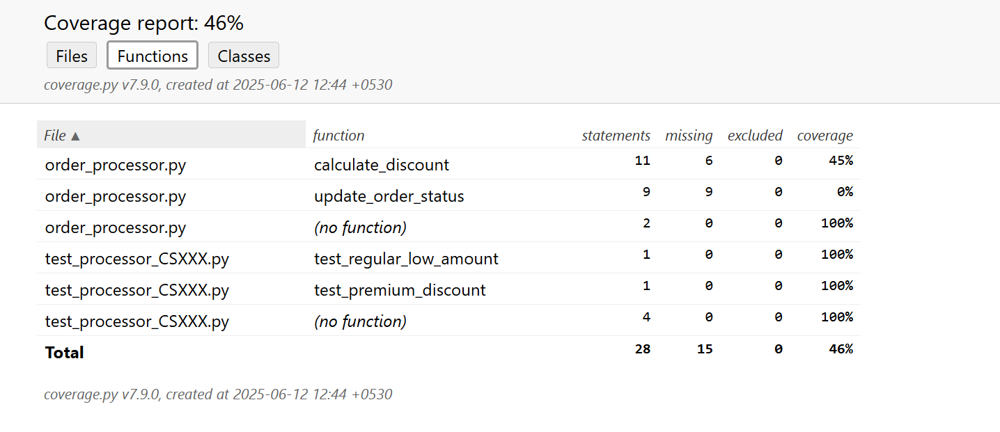 Coverage report: 46%
Files Functions Classes
coverage.py v7.9.0, created at 2025-06-12 12:44 +0530
File ▲ function statements missing excluded coverage
order_processor.py calculate_discount 11 6 0 45%
order_processor.py update_order_status 9 9 0 0%
order_processor.py (no function) 2 0 0 100%
test_processor_CSXXX.py test_regular_low_amount 1 0 0 100%
test_processor_CSXXX.py test_premium_discount 1 0 0 100%
test_processor_CSXXX.py (no function) 4 0 0 100%
Total 28 15 0 46%
coverage.py v7.9.0, created at 2025-06-12 12:44 +0530